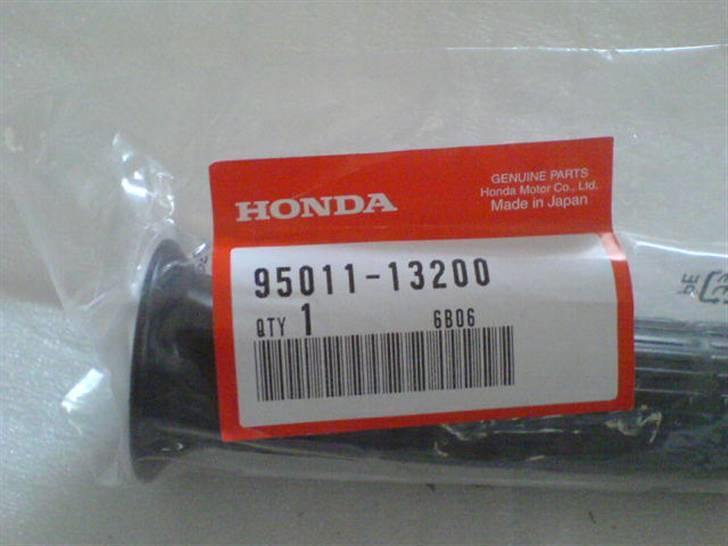 HONDA
GENUINE PARTS
Honda Motor Co., Ltd.
Made in Japan
95011-13200
QTY 1 6B06